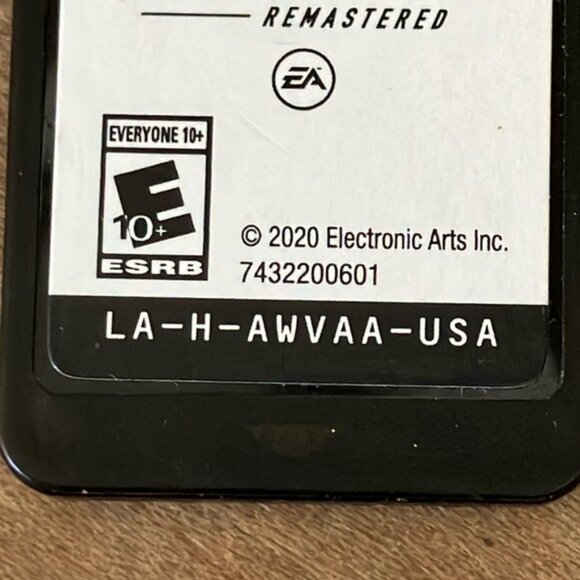 REMASTERED
EA
EVERYONE 10+
E
10+
ESRB
© 2020 Electronic Arts Inc.
7432200601
LA-H-AWVAA-USA